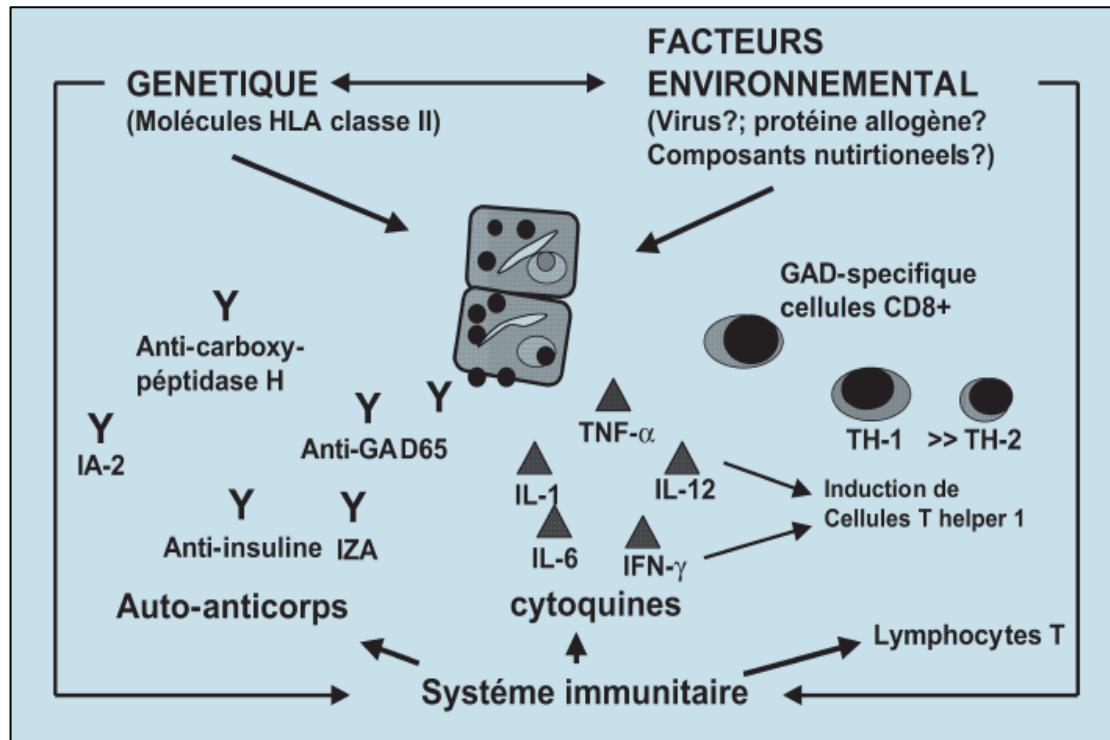 GENETIQUE
(Molécules HLA classe II)
FACTEURS
ENVIRONNEMENTAL
(Virus?; protéine allogène?
Composants nutirtioneels?)
GAD-specifique
cellules CD8+
Y
Anti-carboxy-
péptidase H
Y
IA-2
Y
Y
Anti-GAD65
TNF-α
TH-1 >> TH-2
IL-1
IL-12
Induction de
Cellules T helper 1
Y
Anti-insuline
Y
IZA
IL-6
IFN-γ
Auto-anticorps
cytoquines
Lymphocytes T
Systéme immunitaire